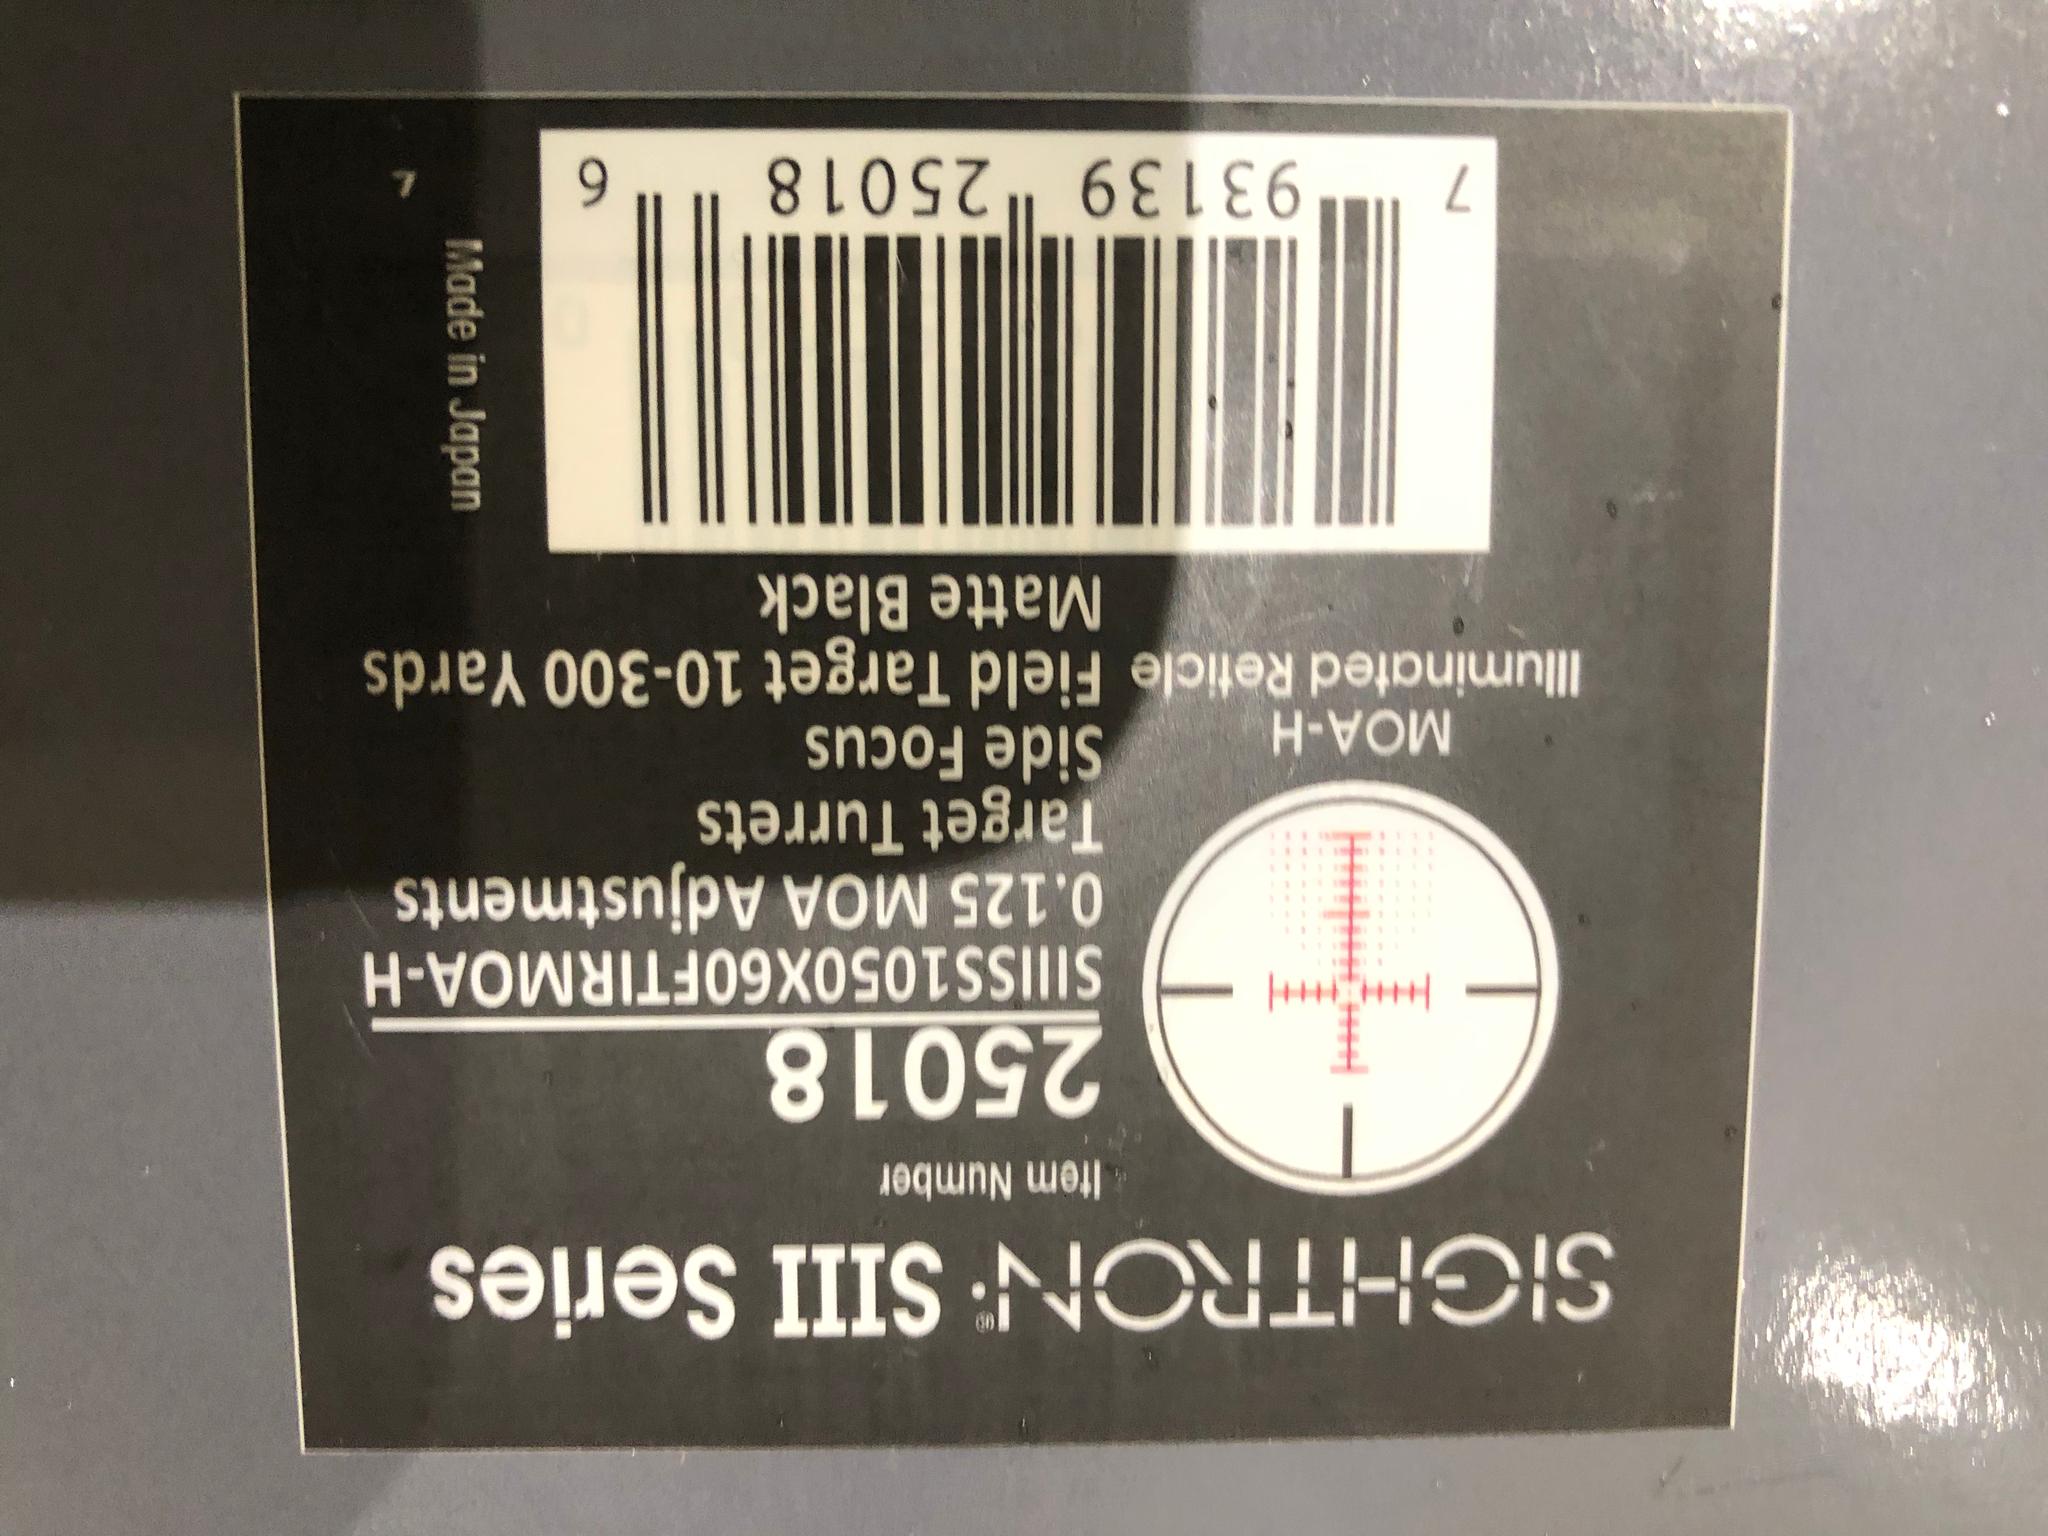 SIGHTRON® SIII Series
Item Number
25018
SIIISS1050X60FTIRMOA-H
0.125 MOA Adjustments
Target Turrets
Side Focus
Field Target 10-300 Yards
Matte Black
MOA-H
Illuminated Reticle
7 93139 25018 6
Made in Japan
7